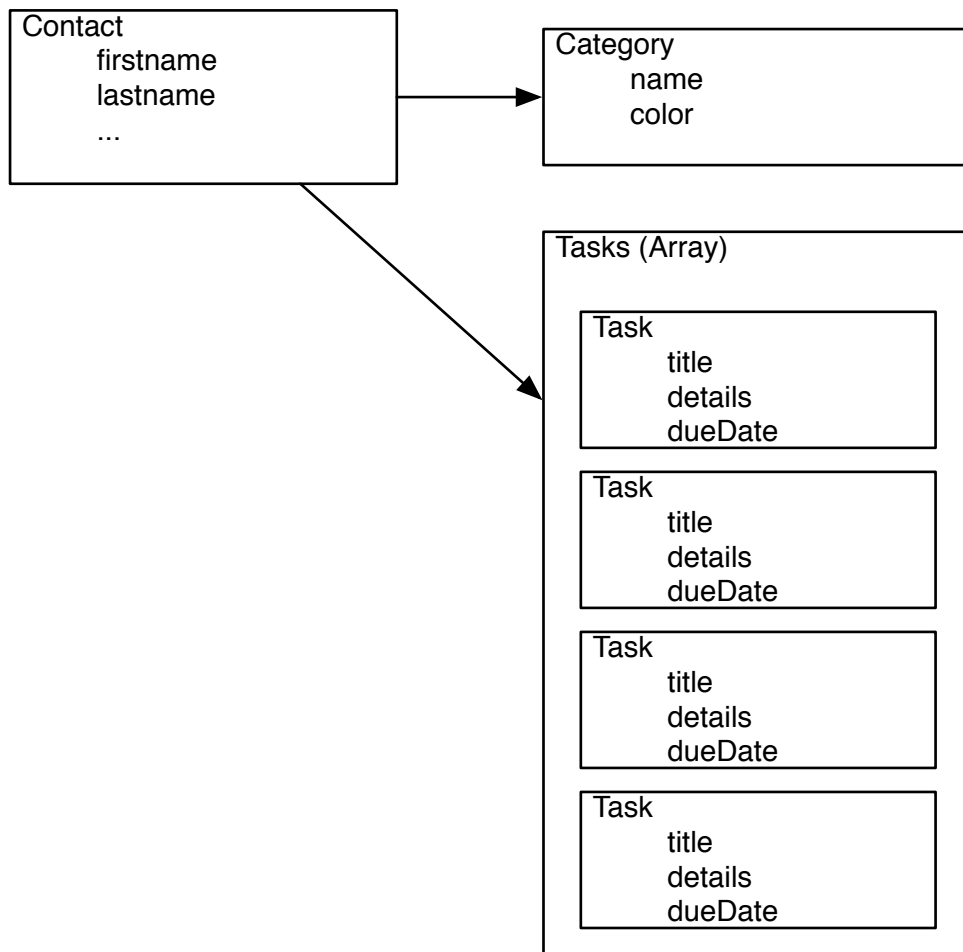 Contact
firstname
lastname
...
Category
name
color
Tasks (Array)
Task
title
details
dueDate
Task
title
details
dueDate
Task
title
details
dueDate
Task
title
details
dueDate